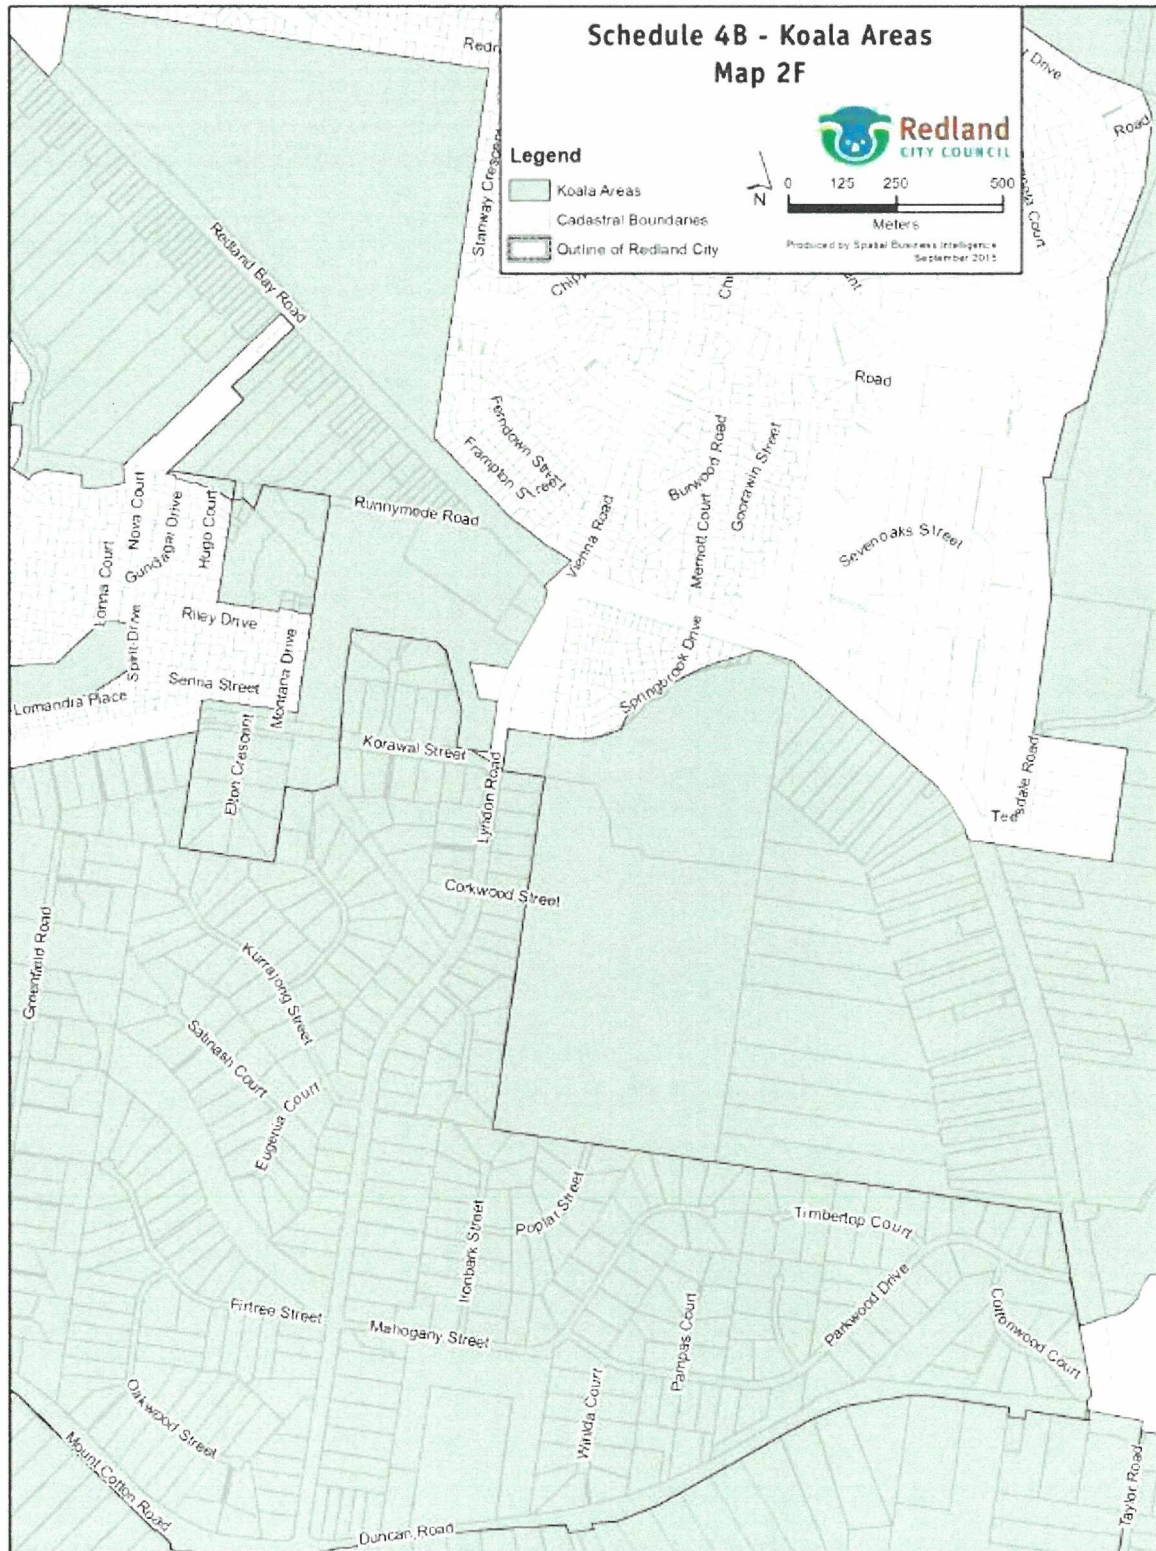 Schedule 4B - Koala Areas
Map 2F
Redland
CITY COUNCIL
Legend
Koala Areas
Cadastral Boundaries
Outline of Redland City
N
0 125 250 500
Meters
Produced by Spatial Business Intelligence
September 2015
Drive
Road
Court
Stanway Crescent
Redland Bay Road
Road
Ferndown Street
Frampton Street
Burwood Road
Goorawin Street
Runnymede Road
Vienna Road
Mernott Court
Sevenoaks Street
Nova Court
Gundagai Drive
Hugo Court
Lorna Court
Riley Drive
Spirit Drive
Montana Drive
Springbrook Drive
Senna Street
Lomandra Place
Elton Crescent
Korawal Street
Lyndon Road
Corkwood Street
Greenfield Road
Kurrajong Street
Satinash Court
Eugenia Court
Poplar Street
Ironbark Street
Timbertop Court
Parkwood Drive
Cottonwood Court
Firtree Street
Mahogany Street
Pampas Court
Winida Court
Oakwood Street
Mount Cotton Road
Duncan Road
Taylor Road